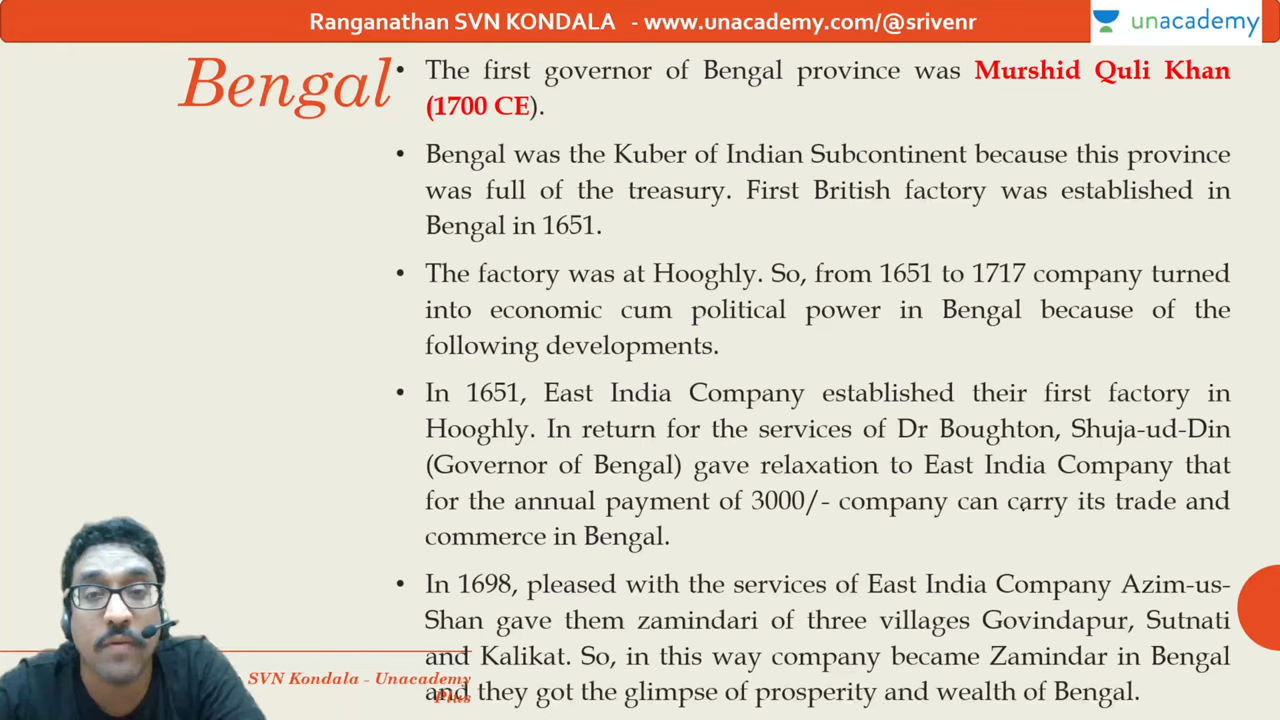 Ranganathan SVN KONDALA - www.unacademy.com/@srivenr
unacademy
Bengal
• The first governor of Bengal province was Murshid Quli Khan
(1700 CE).
• Bengal was the Kuber of Indian Subcontinent because this province
was full of the treasury. First British factory was established in
Bengal in 1651.
• The factory was at Hooghly. So, from 1651 to 1717 company turned
into economic cum political power in Bengal because of the
following developments.
• In 1651, East India Company established their first factory in
Hooghly. In return for the services of Dr Boughton, Shuja-ud-Din
(Governor of Bengal) gave relaxation to East India Company that
for the annual payment of 3000/- company can carry its trade and
commerce in Bengal.
• In 1698, pleased with the services of East India Company Azim-us-
Shan gave them zamindari of three villages Govindapur, Sutnati
and Kalikat. So, in this way company became Zamindar in Bengal
and they got the glimpse of prosperity and wealth of Bengal.
SVN Kondala - Unacademy
Plus